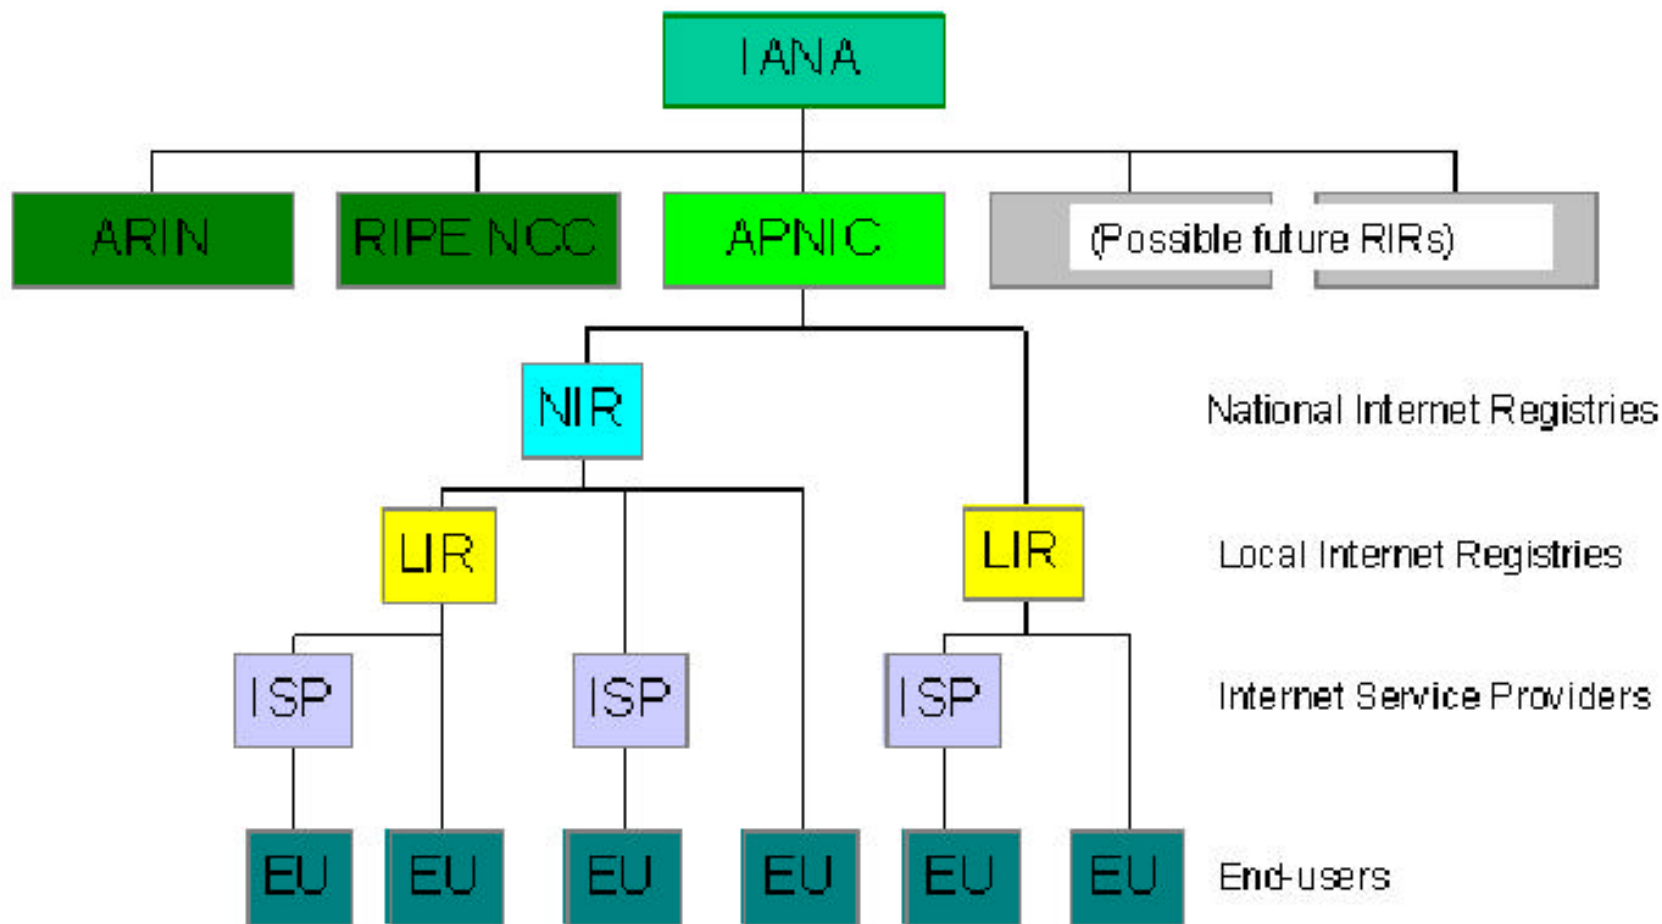 IANA
ARIN
RIPE NCC
APNIC
(Possible future RIRs)
NIR
National Internet Registries
LIR
LIR
Local Internet Registries
ISP
ISP
ISP
Internet Service Providers
EU
EU
EU
EU
EU
EU
End-users